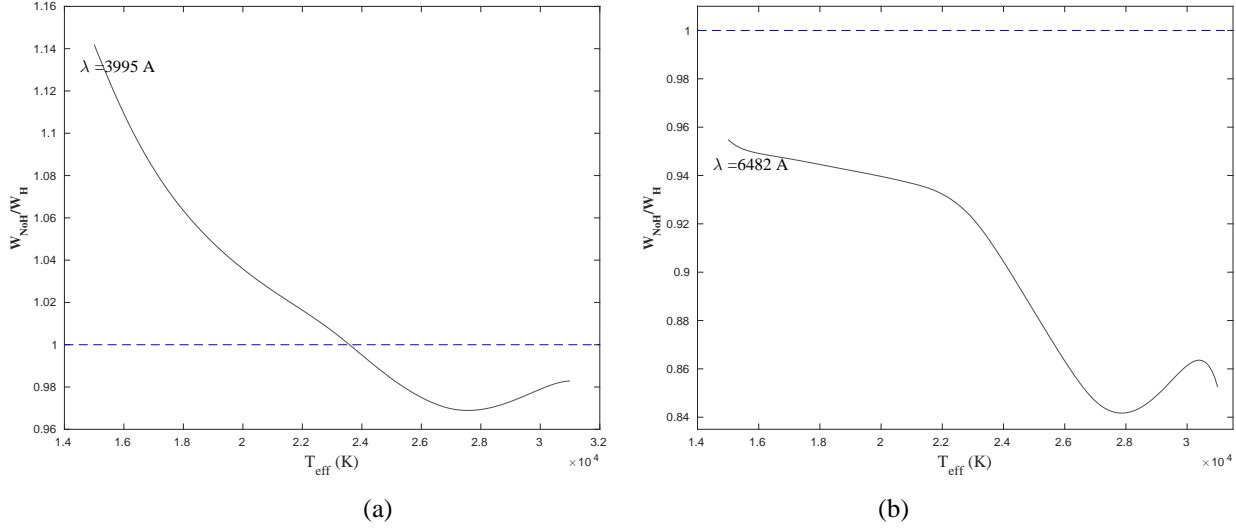 1.16
1.14
1.12
1.1
1.08
1.06
1.04
1.02
1
0.98
0.96
W_NoH/W_H
λ =3995 A
1.4 1.6 1.8 2 2.2 2.4 2.6 2.8 3 3.2
T_eff (K)
×10^4
(a)
1
0.96
0.94
0.92
0.9
0.88
0.86
0.84
W_NoH/W_H
λ =6482 A
1.4 1.6 1.8 2 2.2 2.4 2.6 2.8 3
T_eff (K)
×10^4
(b)
0.98